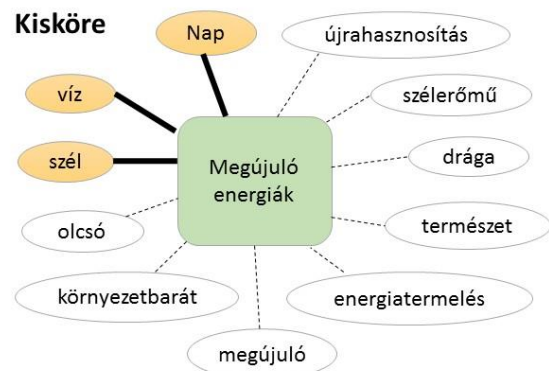 Kisköre
Nap
újrahasznosítás
víz
szélerőmű
szél
drága
Megújuló
energiák
olcsó
természet
környezetbarát
energiatermelés
megújuló